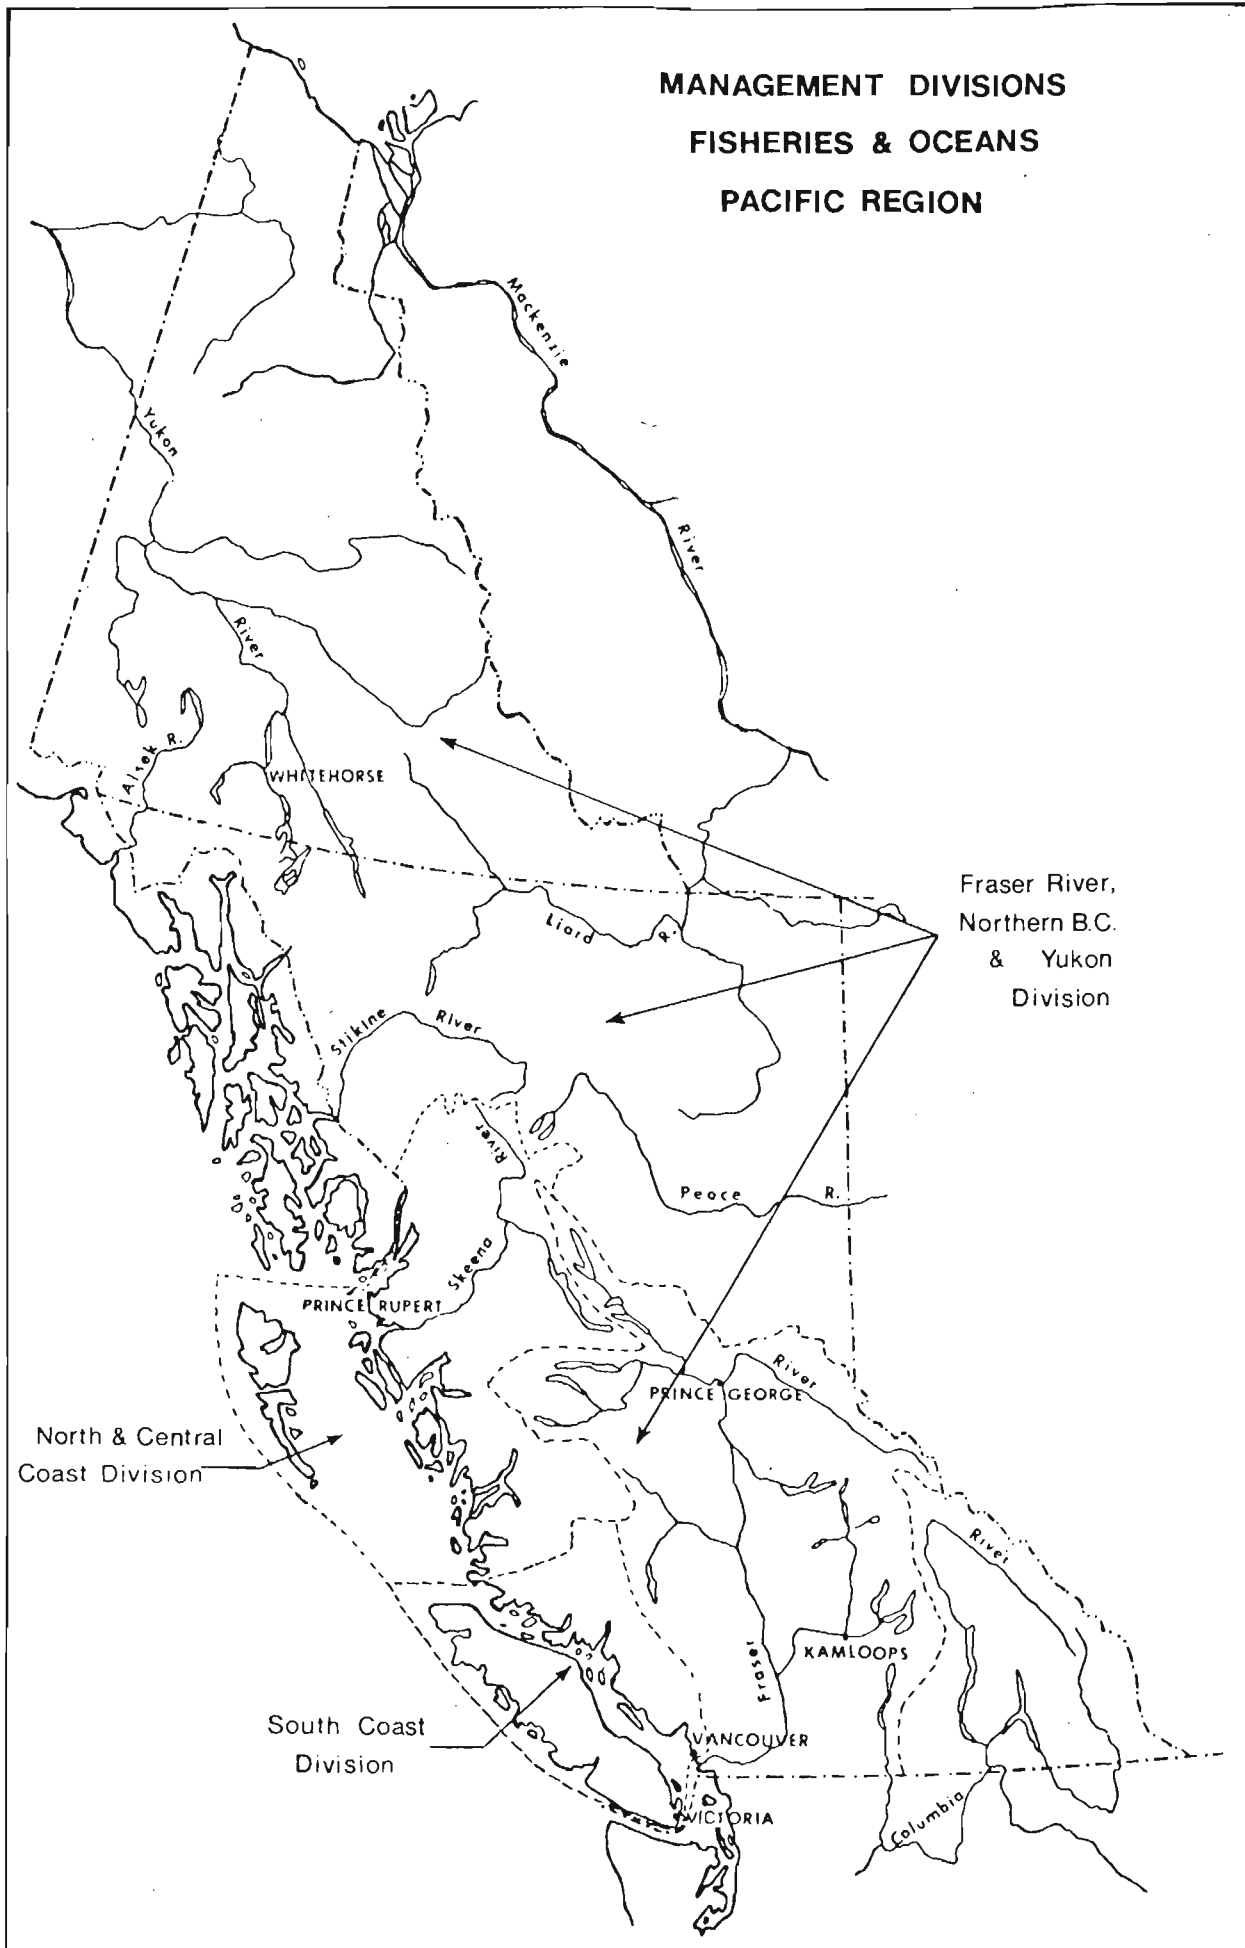 MANAGEMENT DIVISIONS
FISHERIES & OCEANS
PACIFIC REGION
Mackenzie
River
Yukon
River
Alsek R.
WHITEHORSE
Fraser River,
Northern B.C.
& Yukon
Division
Liard R.
Stikine River
River
Peace R.
Skeena
PRINCE RUPERT
River
PRINCE GEORGE
North & Central
Coast Division
River
Fraser
KAMLOOPS
South Coast
Division
VANCOUVER
VICTORIA
Columbia